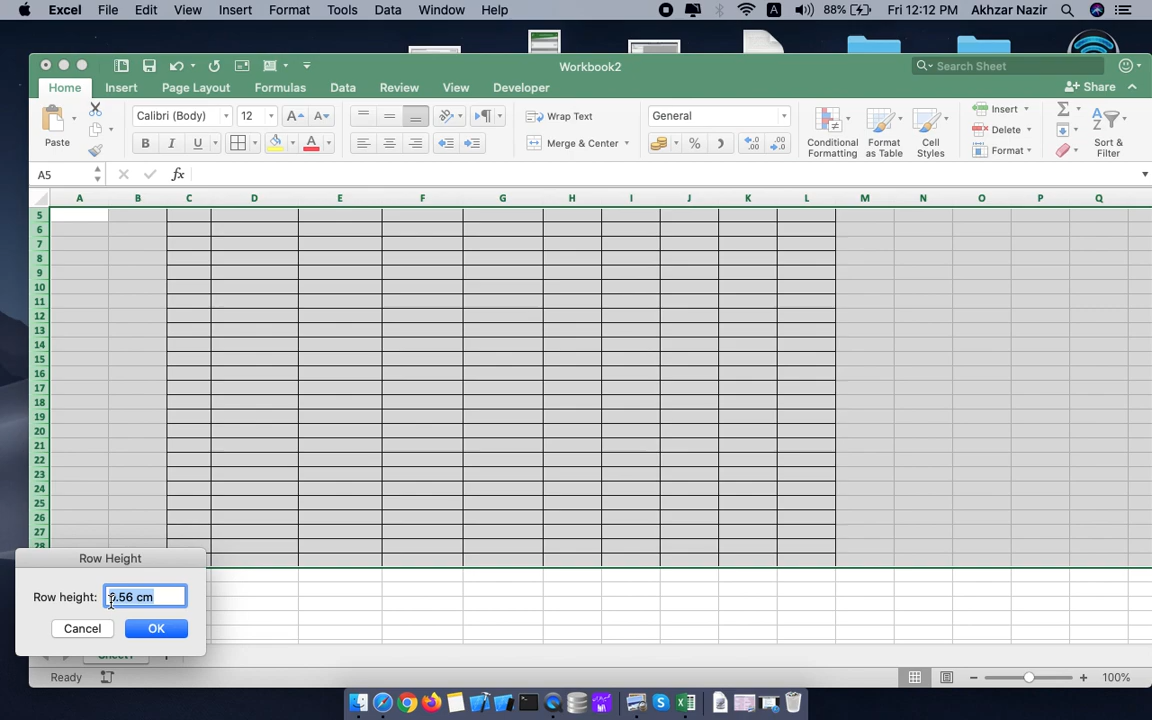 Excel File Edit View Insert Format Tools Data Window Help 88% Fri 12:12 PM Akhzar Nazir
Workbook2 Search Sheet
Home Insert Page Layout Formulas Data Review View Developer Share
Paste Calibri (Body) 12 A A Wrap Text General Conditional Formatting Format as Table Cell Styles Insert Sort & Filter
B I U A Merge & Center % Delete
Format
A5 fx
A B C D E F G H I J K L M N O P Q
5
6
7
8
9
10
11
12
13
14
15
16
17
18
19
20
21
22
23
24
25
26
27
28
Row Height
Row height: .56 cm
Cancel OK
Sheet1
Ready 100%